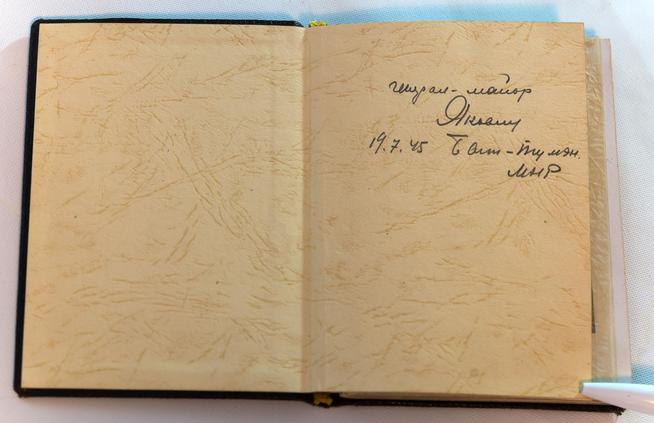 генерал-майор
19.7.45 Баин-Тумэн.
МНР